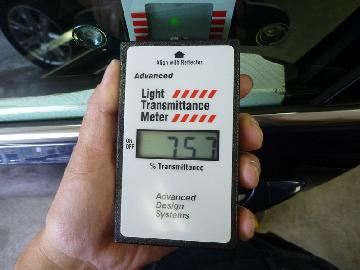 Align with Reflector
Advanced
Light
Transmittance
Meter
ON
OFF
75.7
% Transmittance
Advanced
Design
Systems